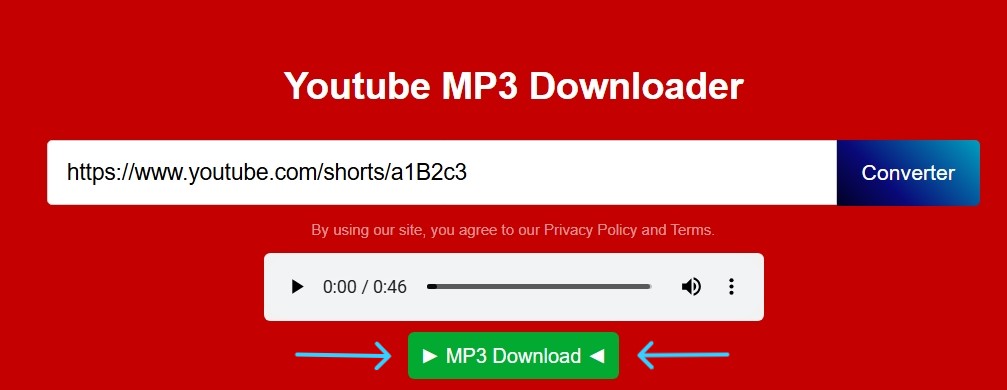 Youtube MP3 Downloader
https://www.youtube.com/shorts/a1B2c3
Converter
By using our site, you agree to our Privacy Policy and Terms.
0:00 / 0:46
MP3 Download